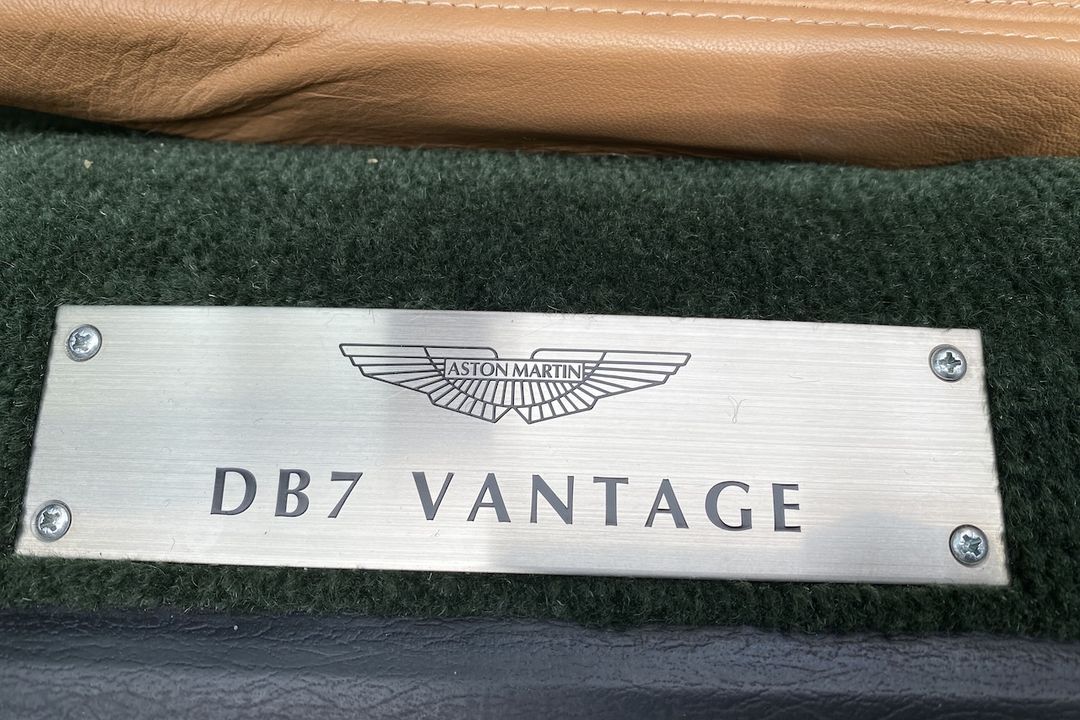 ASTON MARTIN
DB7 VANTAGE